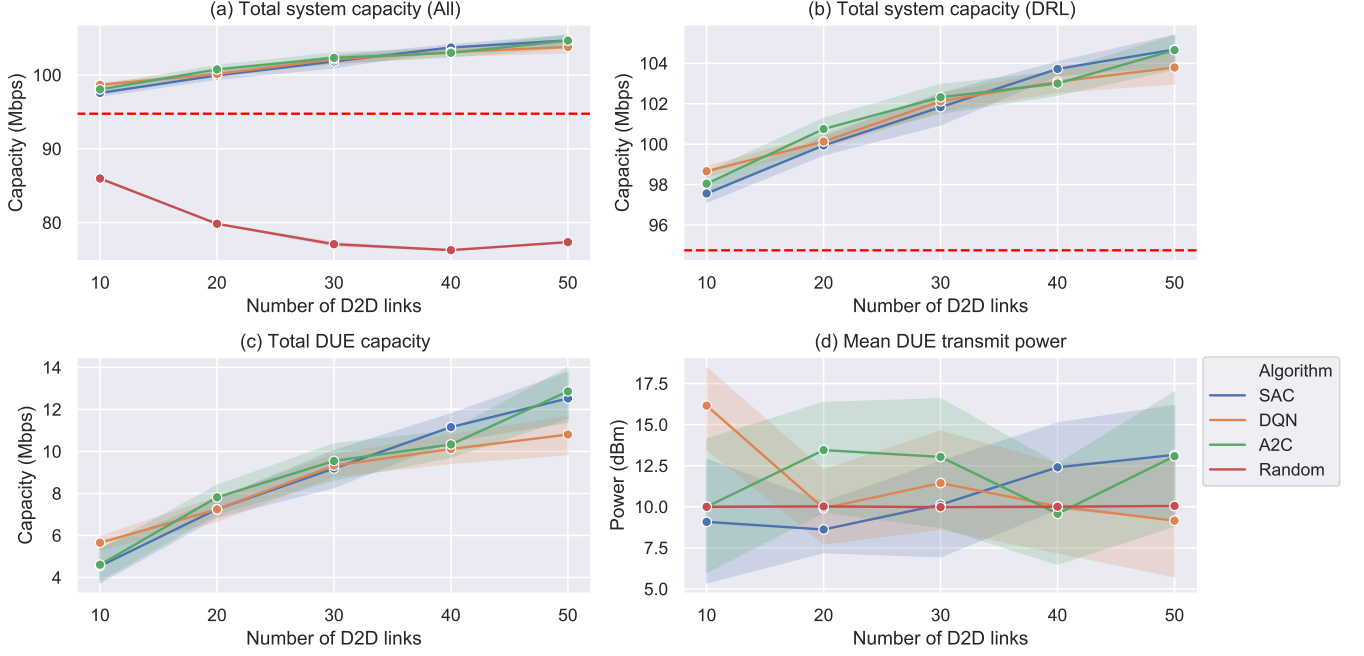 (a) Total system capacity (All)
Capacity (Mbps)
100
90
80
10 20 30 40 50
Number of D2D links
(b) Total system capacity (DRL)
Capacity (Mbps)
104
102
100
98
96
10 20 30 40 50
Number of D2D links
(c) Total DUE capacity
Capacity (Mbps)
14
12
10
8
6
4
10 20 30 40 50
Number of D2D links
(d) Mean DUE transmit power
Power (dBm)
17.5
15.0
12.5
10.0
7.5
5.0
10 20 30 40 50
Number of D2D links
Algorithm
SAC
DQN
A2C
Random